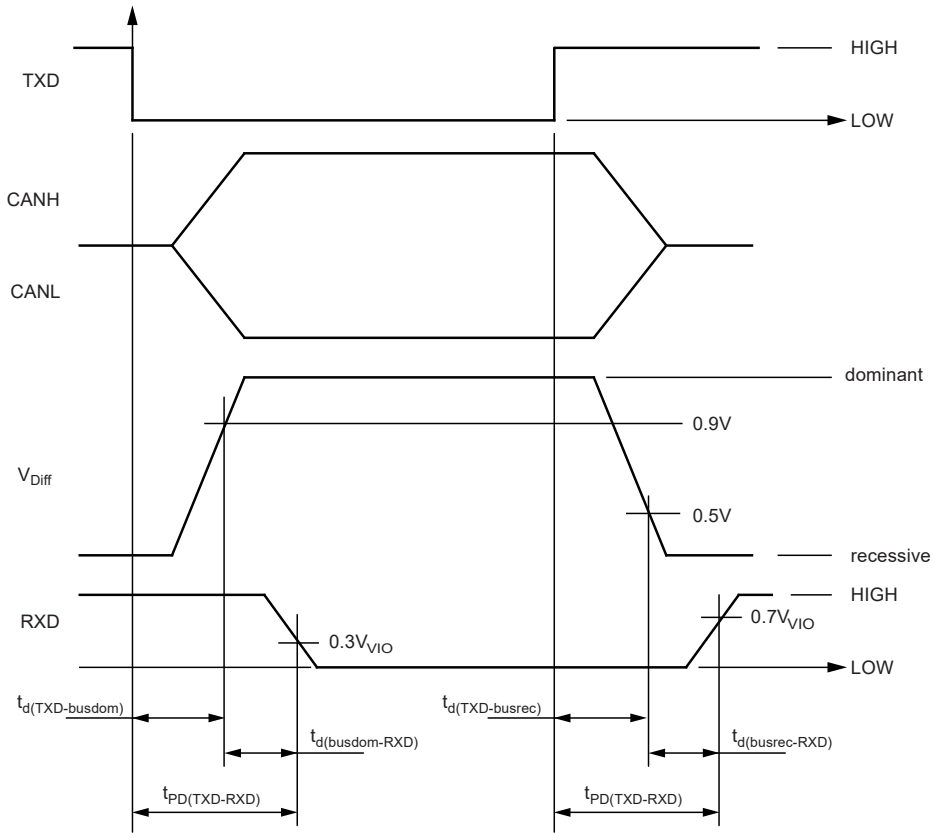 HIGH
TXD
LOW
CANH
CANL
dominant
0.9V
VDiff
0.5V
recessive
HIGH
RXD
0.7VVIO
0.3VVIO
LOW
td(TXD-busdom)
td(TXD-busrec)
td(busdom-RXD)
td(busrec-RXD)
tPD(TXD-RXD)
tPD(TXD-RXD)